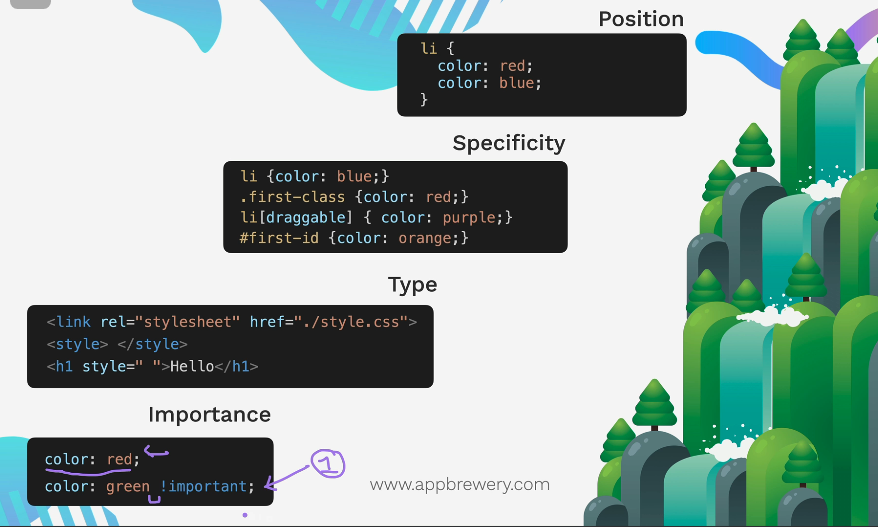 Position
li {
color: red;
color: blue;
}
Specificity
li {color: blue;}
.first-class {color: red;}
li[draggable] { color: purple;}
#first-id {color: orange;}
Type
<link rel="stylesheet" href="./style.css">
<style> </style>
<h1 style=" ">Hello</h1>
Importance
color: red;
color: green !important;
1
www.appbrewery.com